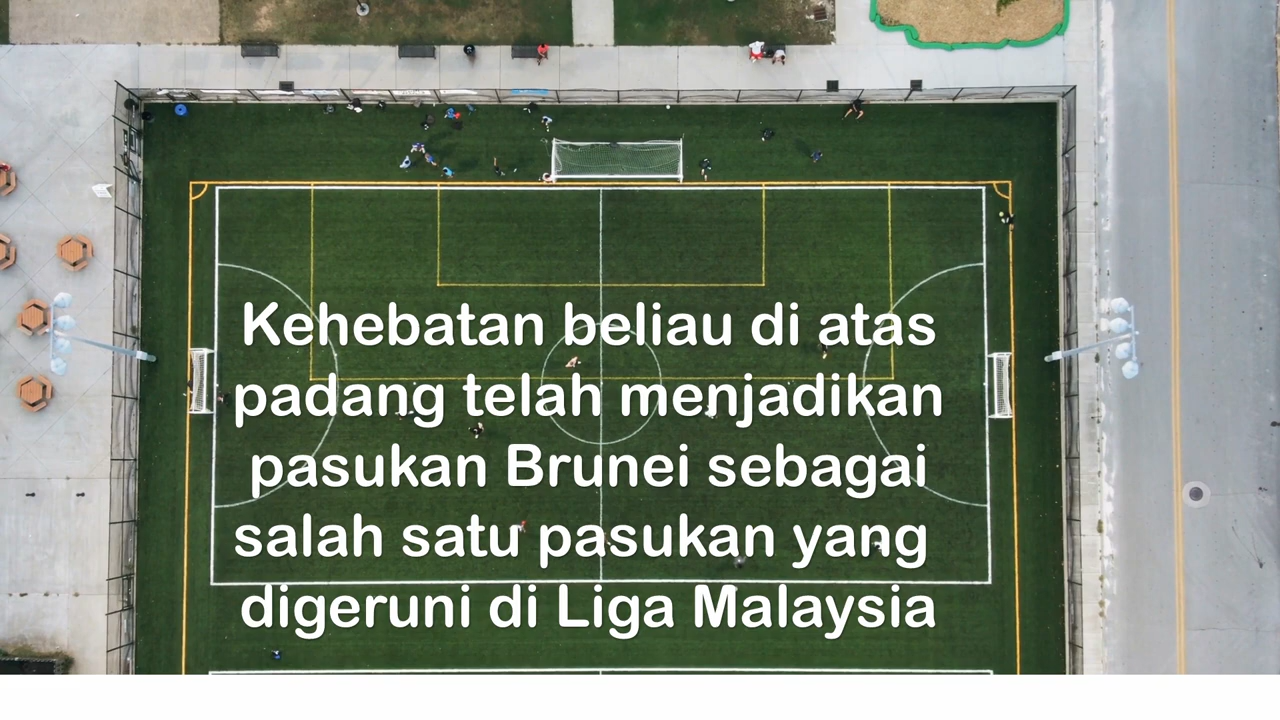 Kehebatan beliau di atas
padang telah menjadikan
pasukan Brunei sebagai
salah satu pasukan yang
digeruni di Liga Malaysia